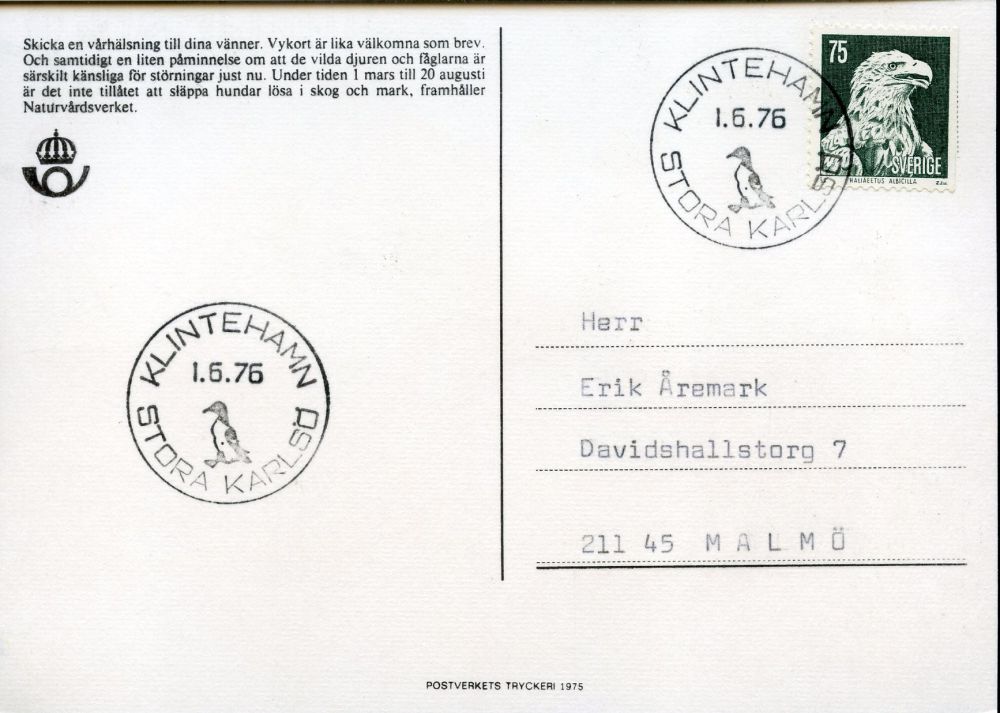 Skicka en vårhälsning till dina vänner. Vykort är lika välkomna som brev.
Och samtidigt en liten påminnelse om att de vilda djuren och fåglarna är
särskilt känsliga för störningar just nu. Under tiden 1 mars till 20 augusti
är det inte tillåtet att släppa hundar lösa i skog och mark, framhåller
Naturvårdsverket.
KLINTEHAMN
1.6.76
STORA KARLSÖ
75
SVERIGE
HALIAEETUS ALBICILLA
Herr
Erik Åremark
Davidshallstorg 7
211 45 MALMÖ
KLINTEHAMN
1.6.76
STORA KARLSÖ
POSTVERKETS TRYCKERI 1975